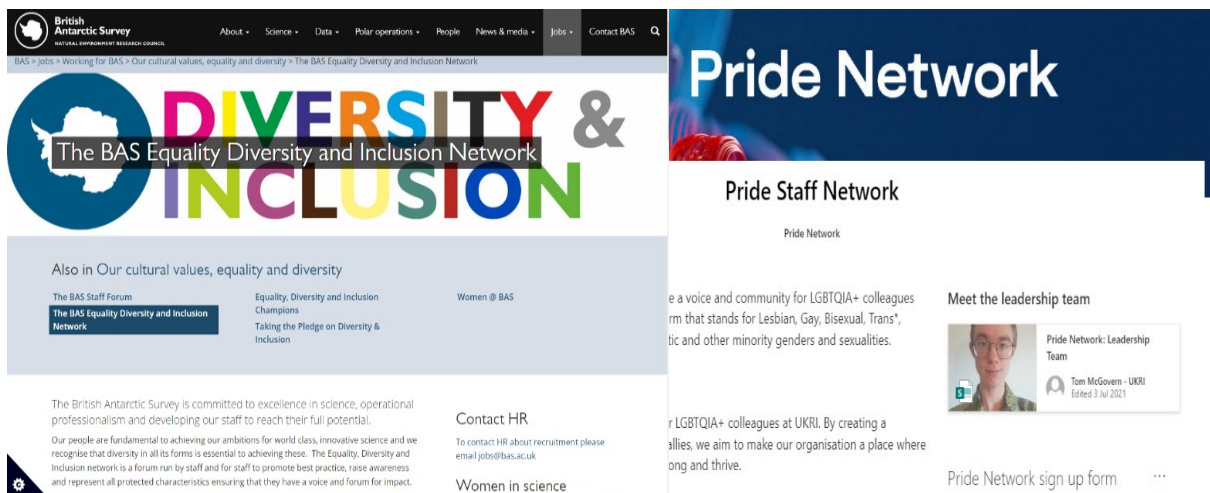 British
Antarctic Survey
NATURAL ENVIRONMENT RESEARCH COUNCIL
About
Science
Data
Polar operations
People
News & media
Jobs
Contact BAS
BAS > Jobs > Working for BAS > Our cultural values, equality and diversity > The BAS Equality Diversity and Inclusion Network
DIVERSITY &
INCLUSION
The BAS Equality Diversity and Inclusion Network
Also in Our cultural values, equality and diversity
The BAS Staff Forum
The BAS Equality Diversity and Inclusion
Network
Equality, Diversity and Inclusion
Champions
Taking the Pledge on Diversity &
Inclusion
Women @ BAS
The British Antarctic Survey is committed to excellence in science, operational
professionalism and developing our staff to reach their full potential.
Our people are fundamental to achieving our ambitions for world class, innovative science and we
recognise that diversity in all its forms is essential to achieving these. The Equality, Diversity and
Inclusion network is a forum run by staff and for staff to promote best practice, raise awareness
and represent all protected characteristics ensuring that they have a voice and forum for impact.
Contact HR
To contact HR about recruitment please
email jobs@bas.ac.uk
Women in science
Pride Network
Pride Staff Network
Pride Network
e a voice and community for LGBTQIA+ colleagues
rm that stands for Lesbian, Gay, Bisexual, Trans*,
tic and other minority genders and sexualities.
r LGBTQIA+ colleagues at UKRI. By creating a
allies, we aim to make our organisation a place where
ong and thrive.
Meet the leadership team
Pride Network: Leadership
Team
Tom McGovern - UKRI
Edited 3 Jul 2021
Pride Network sign up form
...